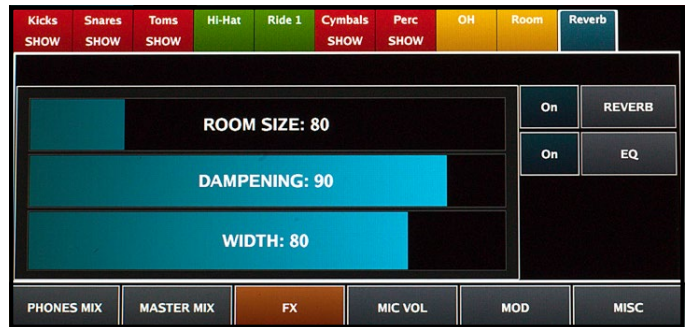 Kicks Snares Toms Hi-Hat Ride 1 Cymbals Perc OH Room Reverb
SHOW SHOW SHOW SHOW SHOW
On REVERB
ROOM SIZE: 80
On EQ
DAMPENING: 90
WIDTH: 80
PHONES MIX MASTER MIX FX MIC VOL MOD MISC